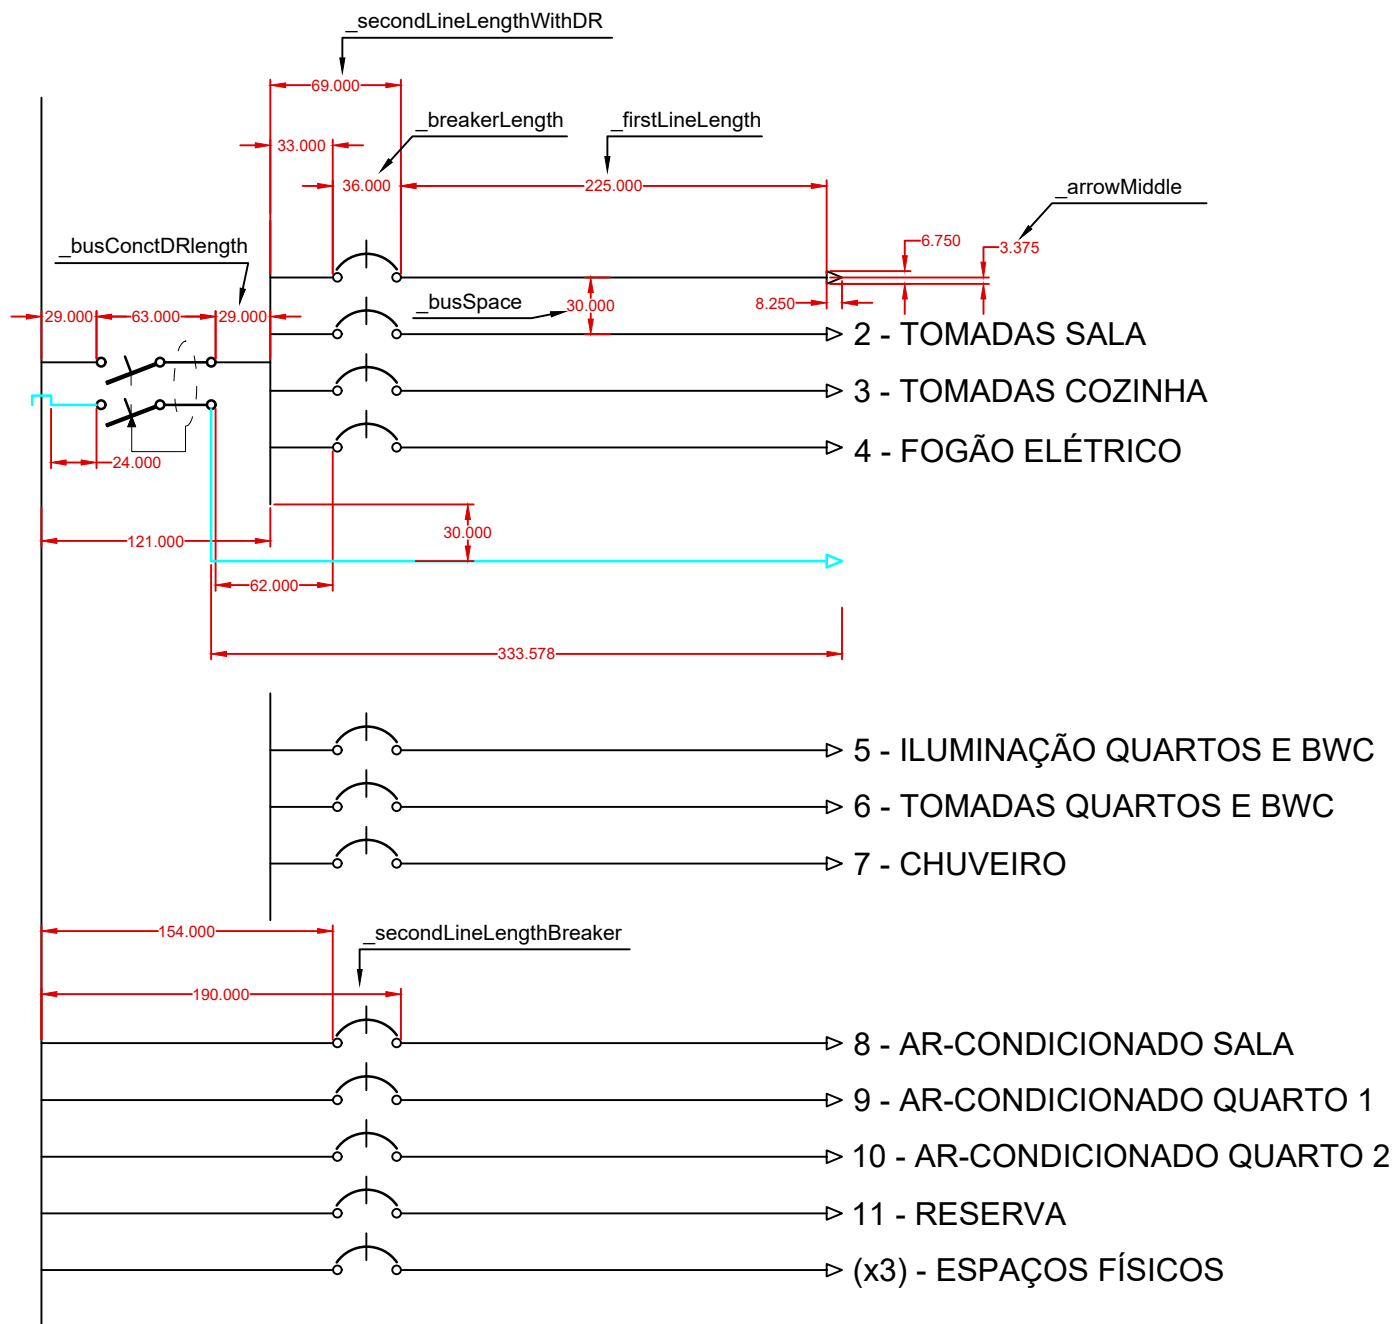 _secondLineLengthWithDR
69.000
_breakerLength
_firstLineLength
33.000
36.000
225.000
_arrowMiddle
6.750
3.375
_busConctDRlength
8.250
_busSpace
30.000
29.000
63.000
29.000
2 - TOMADAS SALA
3 - TOMADAS COZINHA
4 - FOGÃO ELÉTRICO
24.000
30.000
121.000
62.000
333.578
5 - ILUMINAÇÃO QUARTOS E BWC
6 - TOMADAS QUARTOS E BWC
7 - CHUVEIRO
154.000
_secondLineLengthBreaker
190.000
8 - AR-CONDICIONADO SALA
9 - AR-CONDICIONADO QUARTO 1
10 - AR-CONDICIONADO QUARTO 2
11 - RESERVA
(x3) - ESPAÇOS FÍSICOS